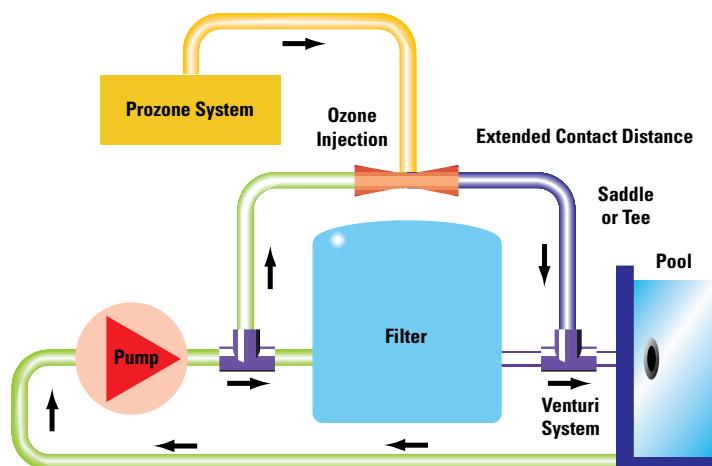 Prozone System
Ozone
Injection
Extended Contact Distance
Saddle
or Tee
Pool
Pump
Filter
Venturi
System